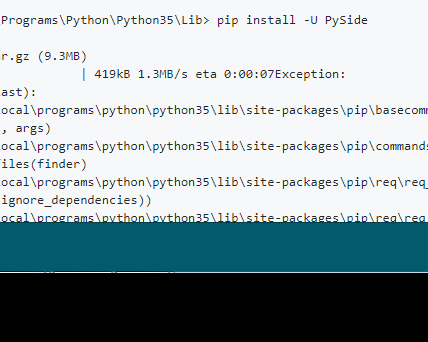 Programs\Python\Python35\Lib> pip install -U PySide
r.gz (9.3MB)
| 419kB 1.3MB/s eta 0:00:07Exception:
ast):
ocal\programs\python\python35\lib\site-packages\pip\basecomm
, args)
ocal\programs\python\python35\lib\site-packages\pip\commands
iles(finder)
ocal\programs\python\python35\lib\site-packages\pip\req\req_
ignore_dependencies))
ocal\programs\python\python35\lib\site-packages\pip\req\req